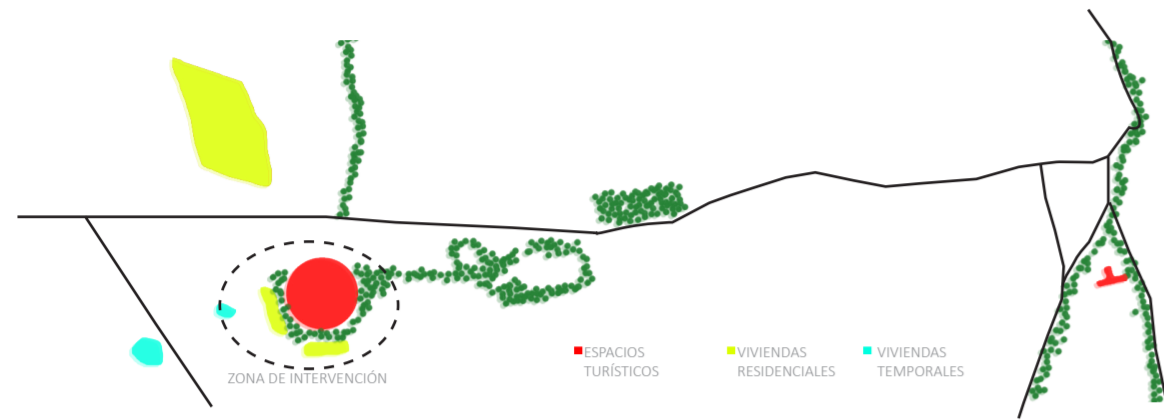 ZONA DE INTERVENCIÓN
ESPACIOS
TURÍSTICOS
VIVIENDAS
RESIDENCIALES
VIVIENDAS
TEMPORALES